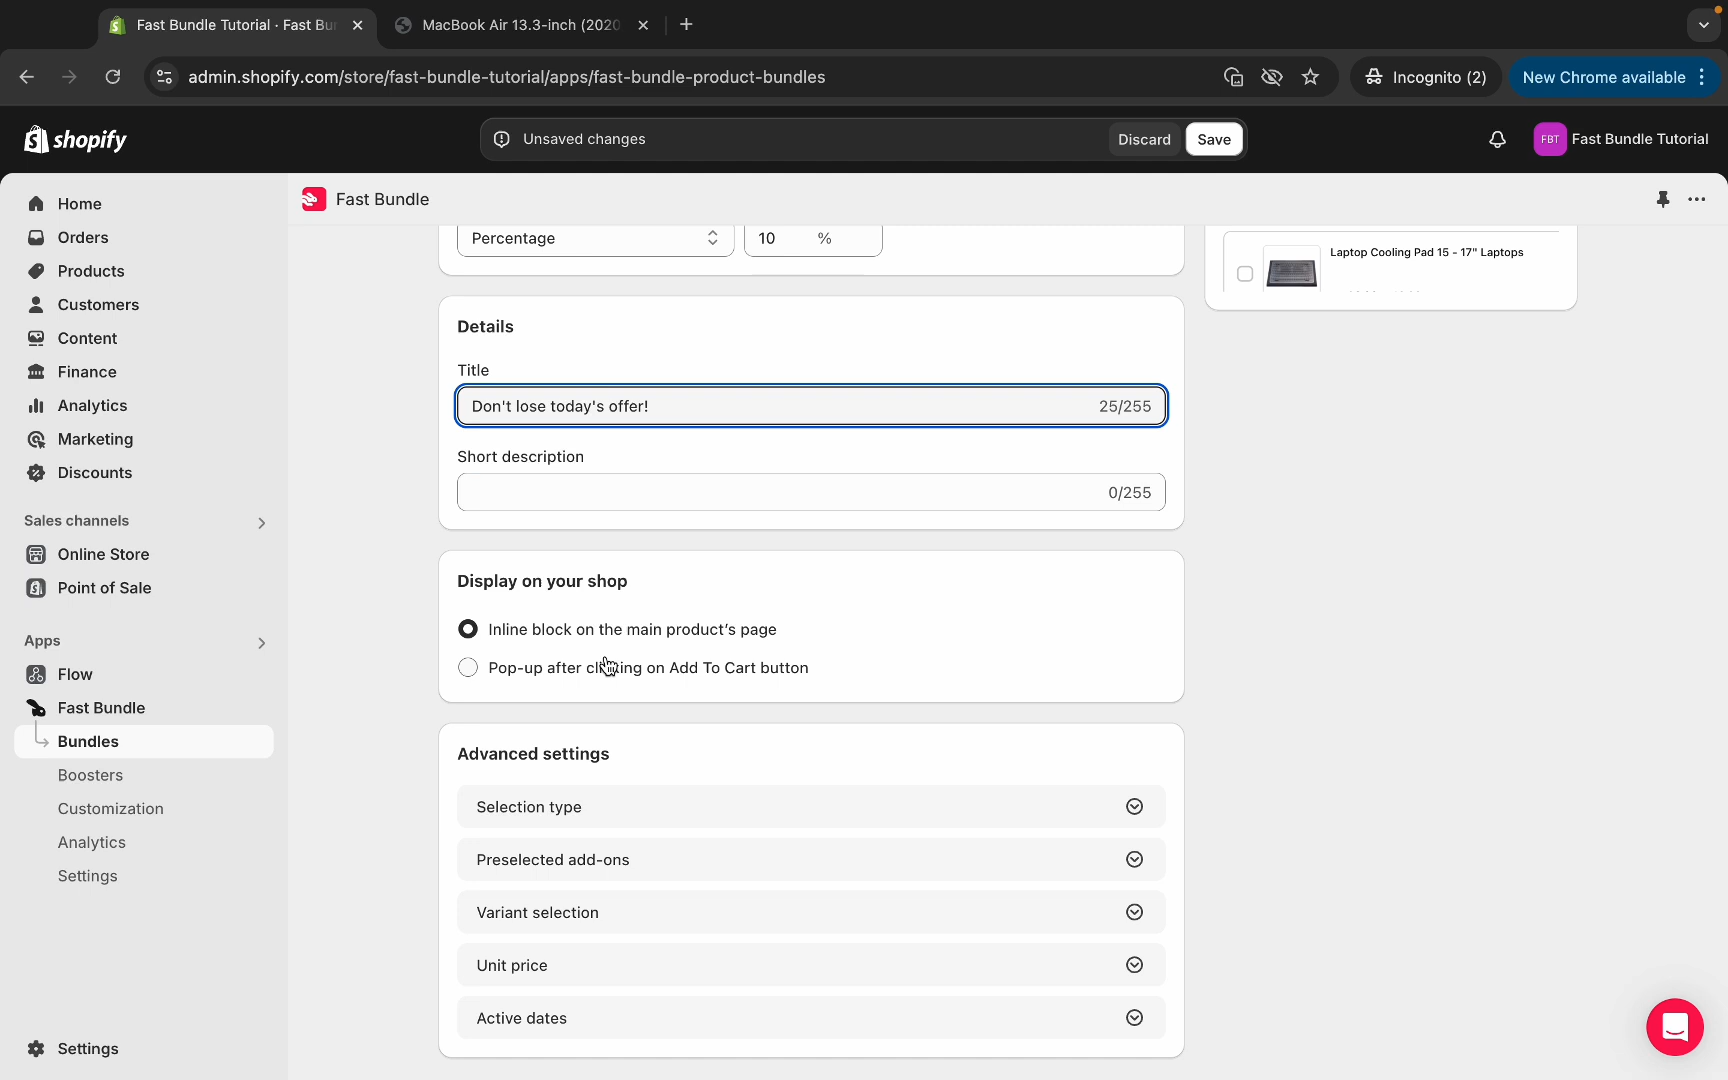 Fast Bundle Tutorial · Fast Bu
MacBook Air 13.3-inch (2020
admin.shopify.com/store/fast-bundle-tutorial/apps/fast-bundle-product-bundles
Incognito (2)
New Chrome available
shopify
Unsaved changes
Discard
Save
FBT
Fast Bundle Tutorial
Home
Orders
Products
Customers
Content
Finance
Analytics
Marketing
Discounts
Sales channels
Online Store
Point of Sale
Apps
Flow
Fast Bundle
Bundles
Boosters
Customization
Analytics
Settings
Settings
Fast Bundle
Percentage
10 %
Details
Title
Don't lose today's offer! 25/255
Short description
0/255
Display on your shop
Inline block on the main product's page
Pop-up after clicking on Add To Cart button
Advanced settings
Selection type
Preselected add-ons
Variant selection
Unit price
Active dates
Laptop Cooling Pad 15 - 17" Laptops